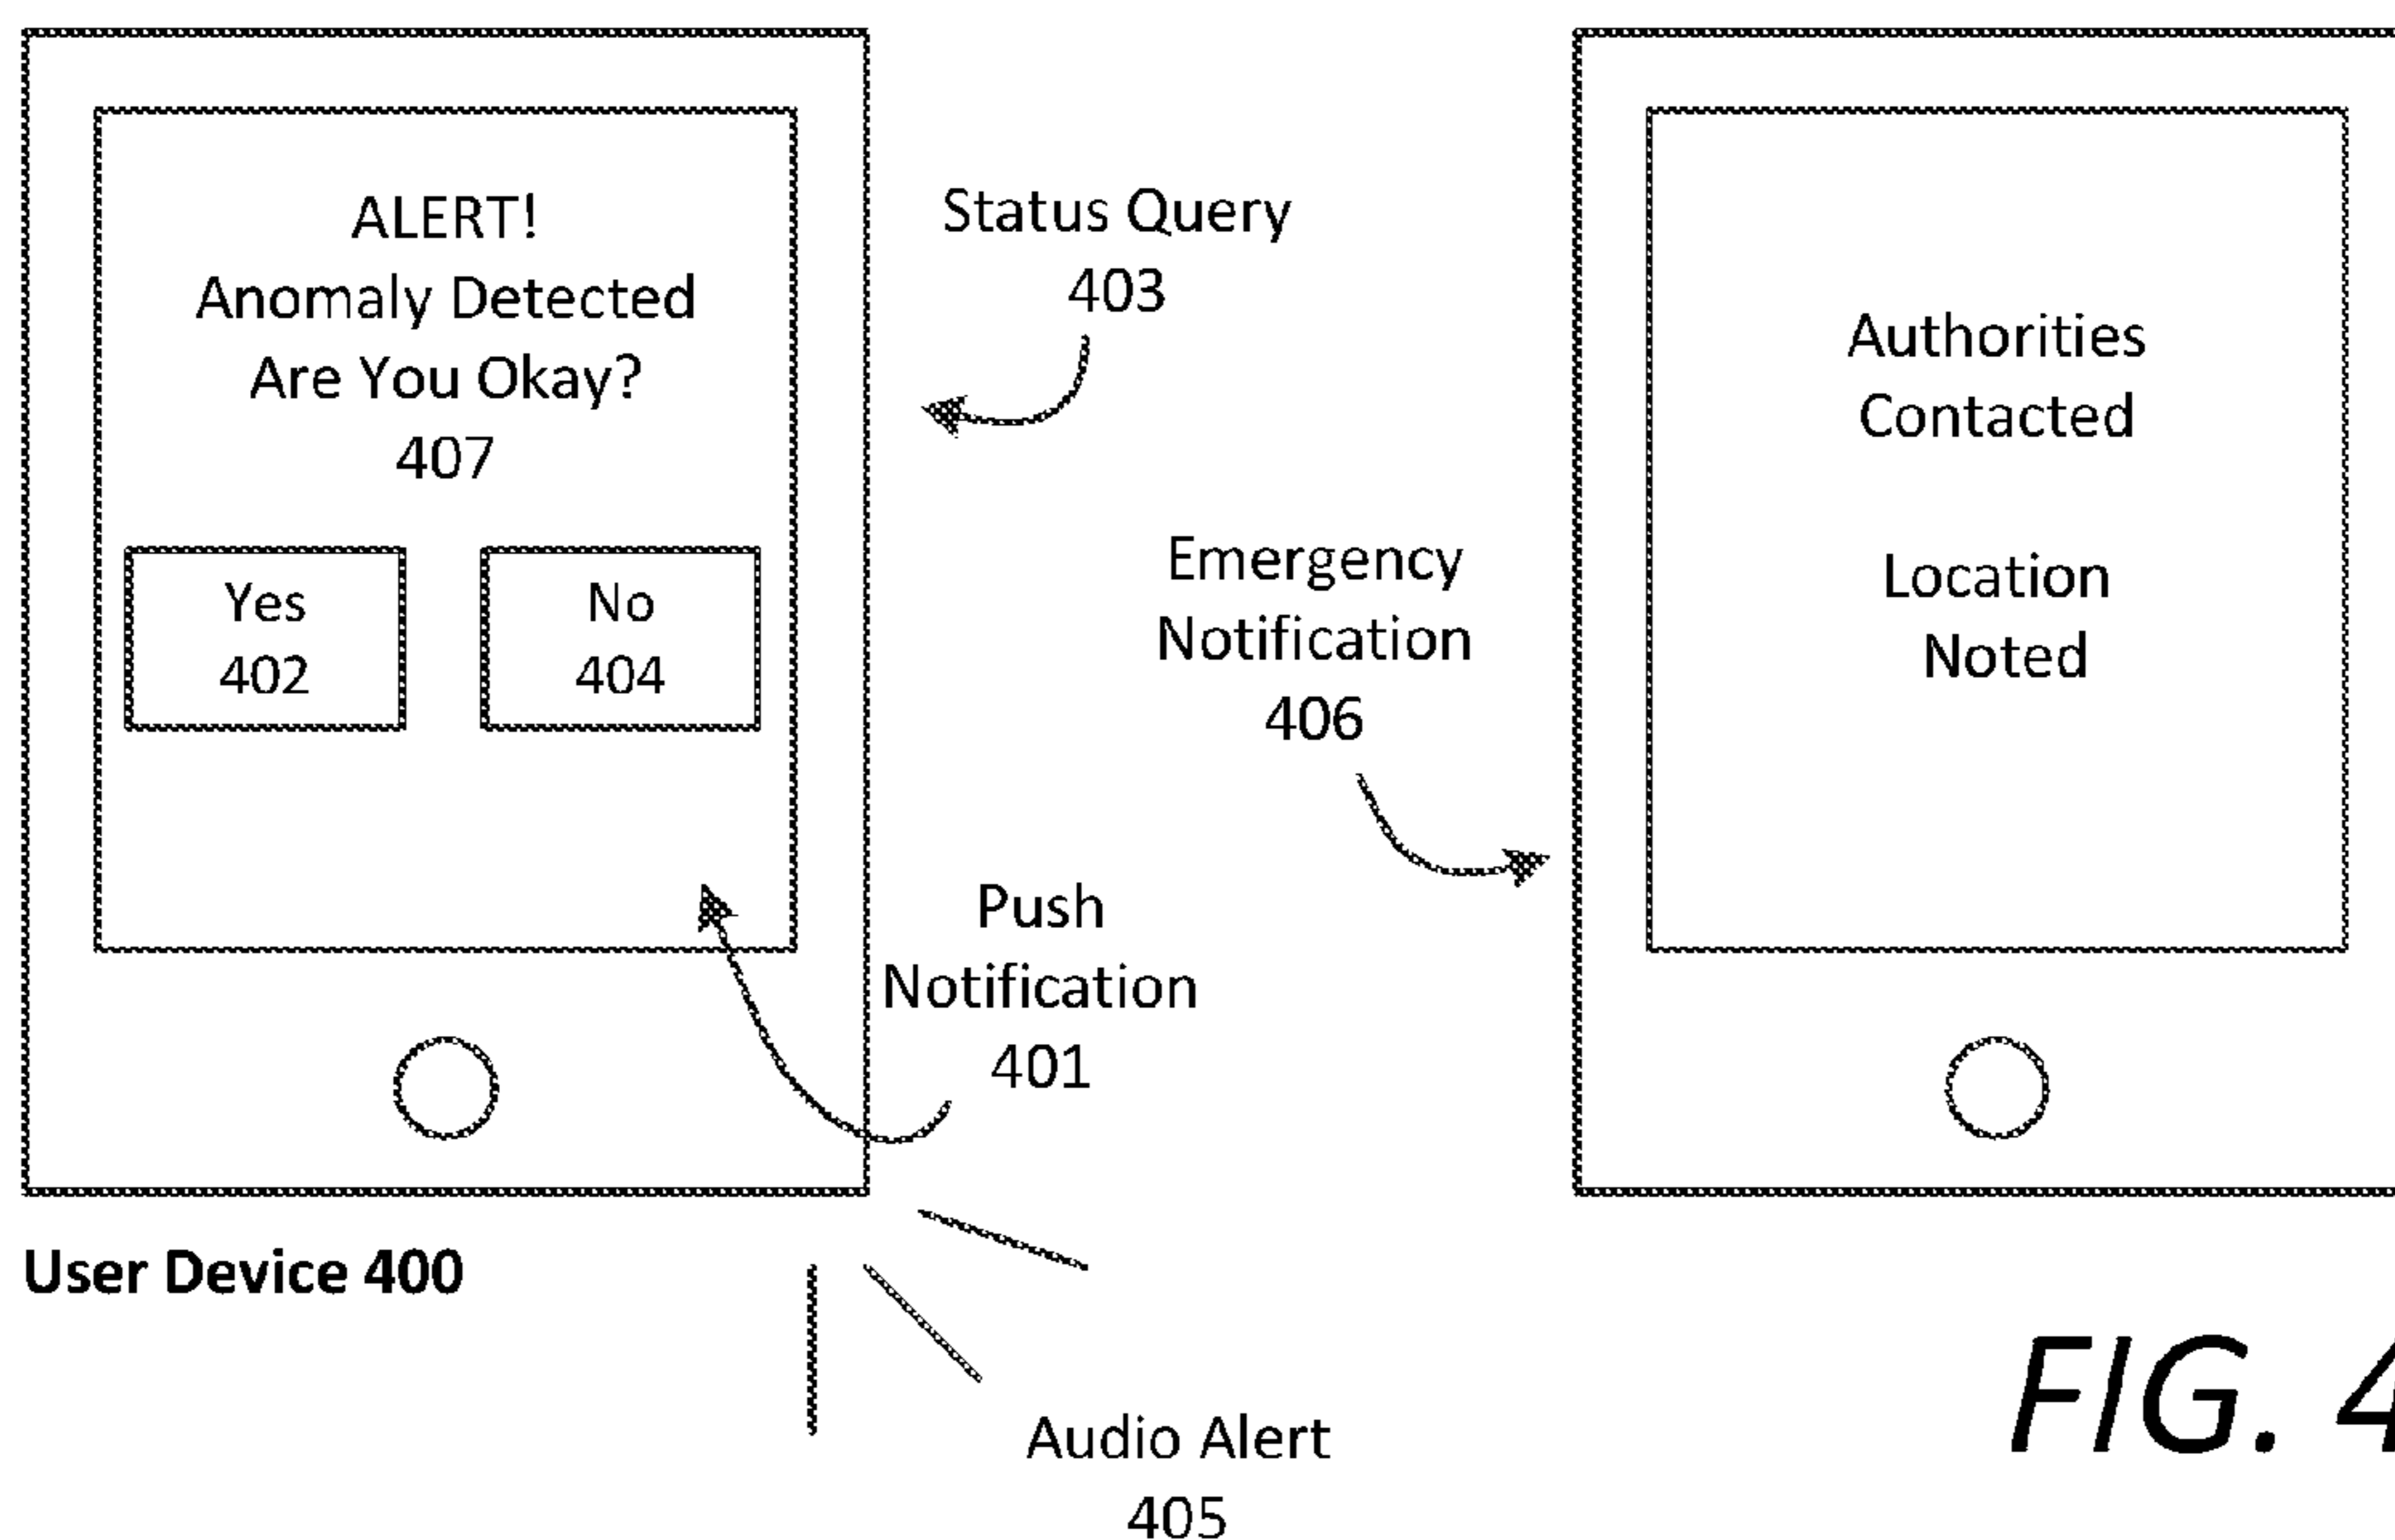 ALERT!
Anomaly Detected
Are You Okay?
407
Yes
402
No
404
Status Query
403
Emergency
Notification
406
Push
Notification
401
Authorities
Contacted
Location
Noted
User Device 400
Audio Alert
405
FIG. 4